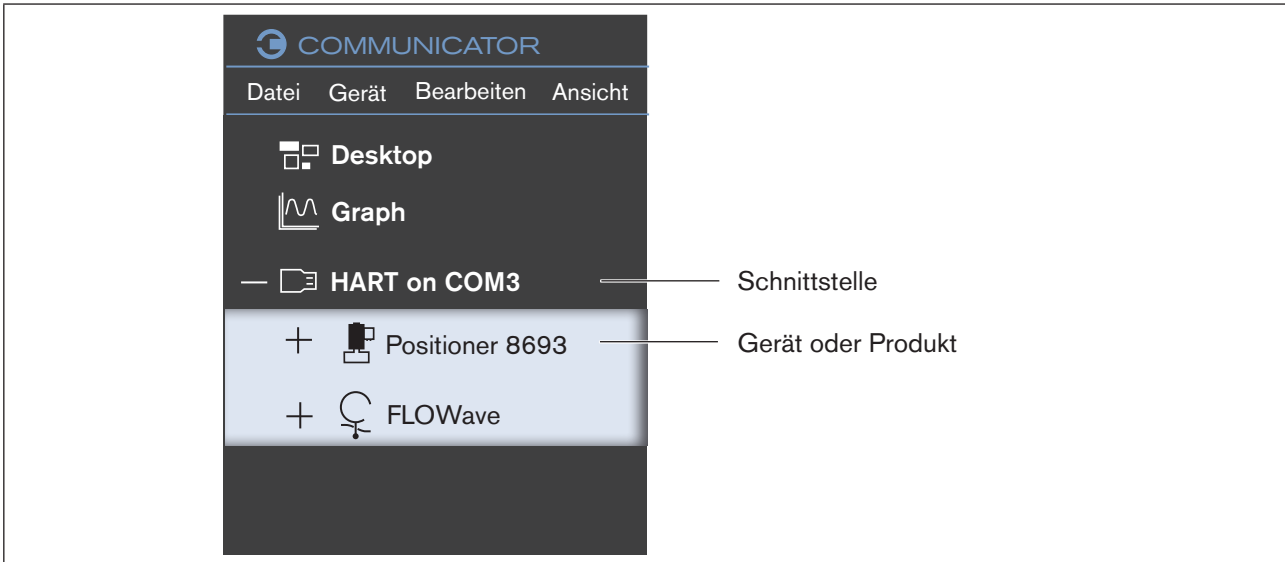 COMMUNICATOR
Datei Gerät Bearbeiten Ansicht
Desktop
Graph
HART on COM3
Schnittstelle
Positioner 8693
Gerät oder Produkt
FLOWave